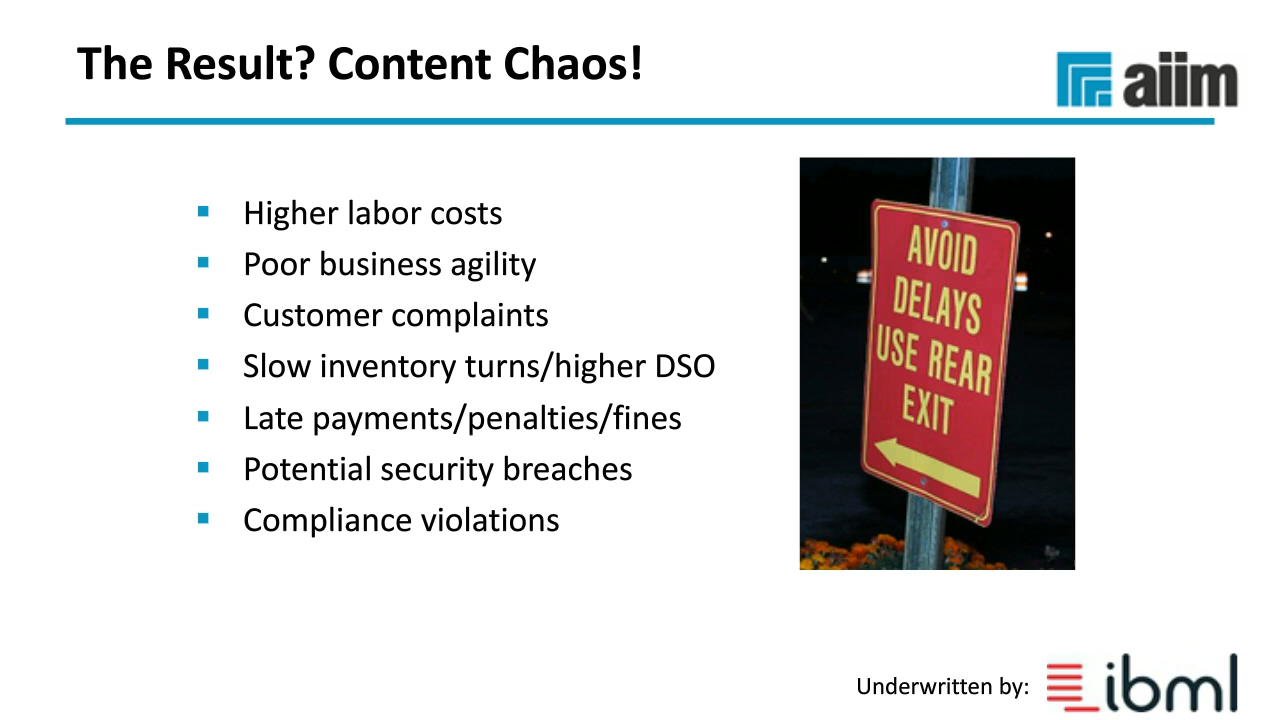 The Result? Content Chaos!
aiim
Higher labor costs
Poor business agility
Customer complaints
Slow inventory turns/higher DSO
Late payments/penalties/fines
Potential security breaches
Compliance violations
AVOID
DELAYS
USE REAR
EXIT
Underwritten by:
ibml